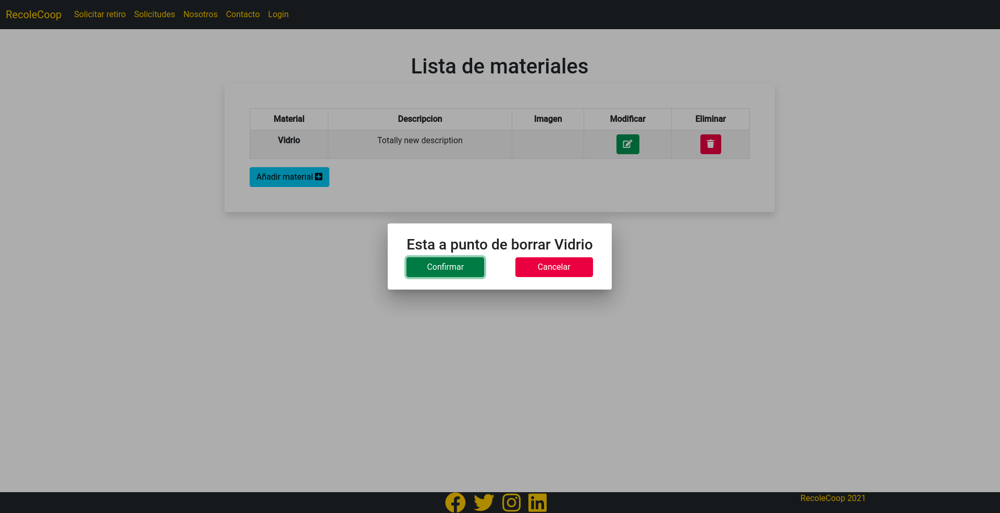 RecoleCoop Solicitar retiro Solicitudes Nosotros Contacto Login
Lista de materiales
Material Descripcion Imagen Modificar Eliminar
Vidrio Totally new description
Añadir material
Esta a punto de borrar Vidrio
Confirmar Cancelar
RecoleCoop 2021